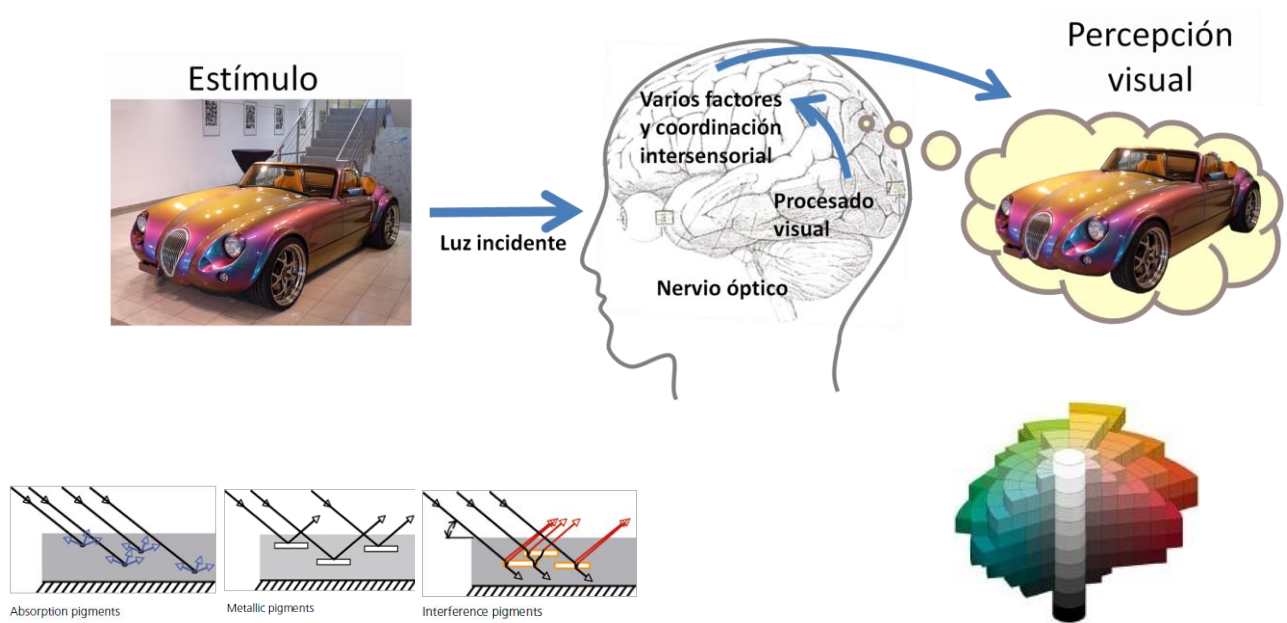 Estímulo
Luz incidente
Varios factores
y coordinación
intersensorial
Procesado
visual
Nervio óptico
Percepción
visual
Absorption pigments
Metallic pigments
Interference pigments